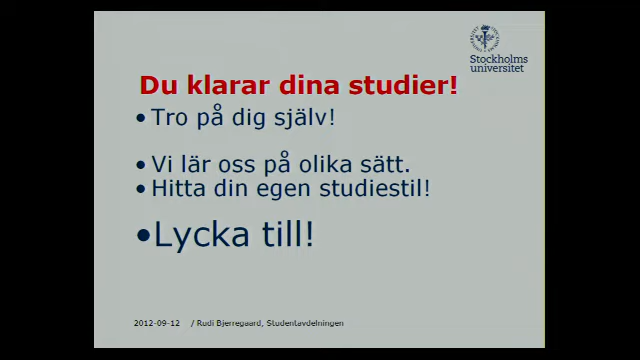 Stockholms
universitet
Du klarar dina studier!
• Tro på dig själv!
• Vi lär oss på olika sätt.
• Hitta din egen studiestil!
• Lycka till!
2012-09-12 / Rudi Bjerregaard, Studentavdelningen